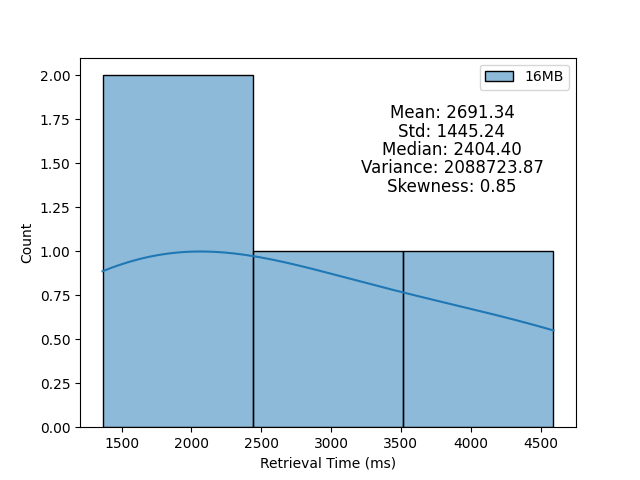 16MB
Mean: 2691.34
Std: 1445.24
Median: 2404.40
Variance: 2088723.87
Skewness: 0.85
2.00
1.75
1.50
1.25
1.00
0.75
0.50
0.25
0.00
Count
1500 2000 2500 3000 3500 4000 4500
Retrieval Time (ms)